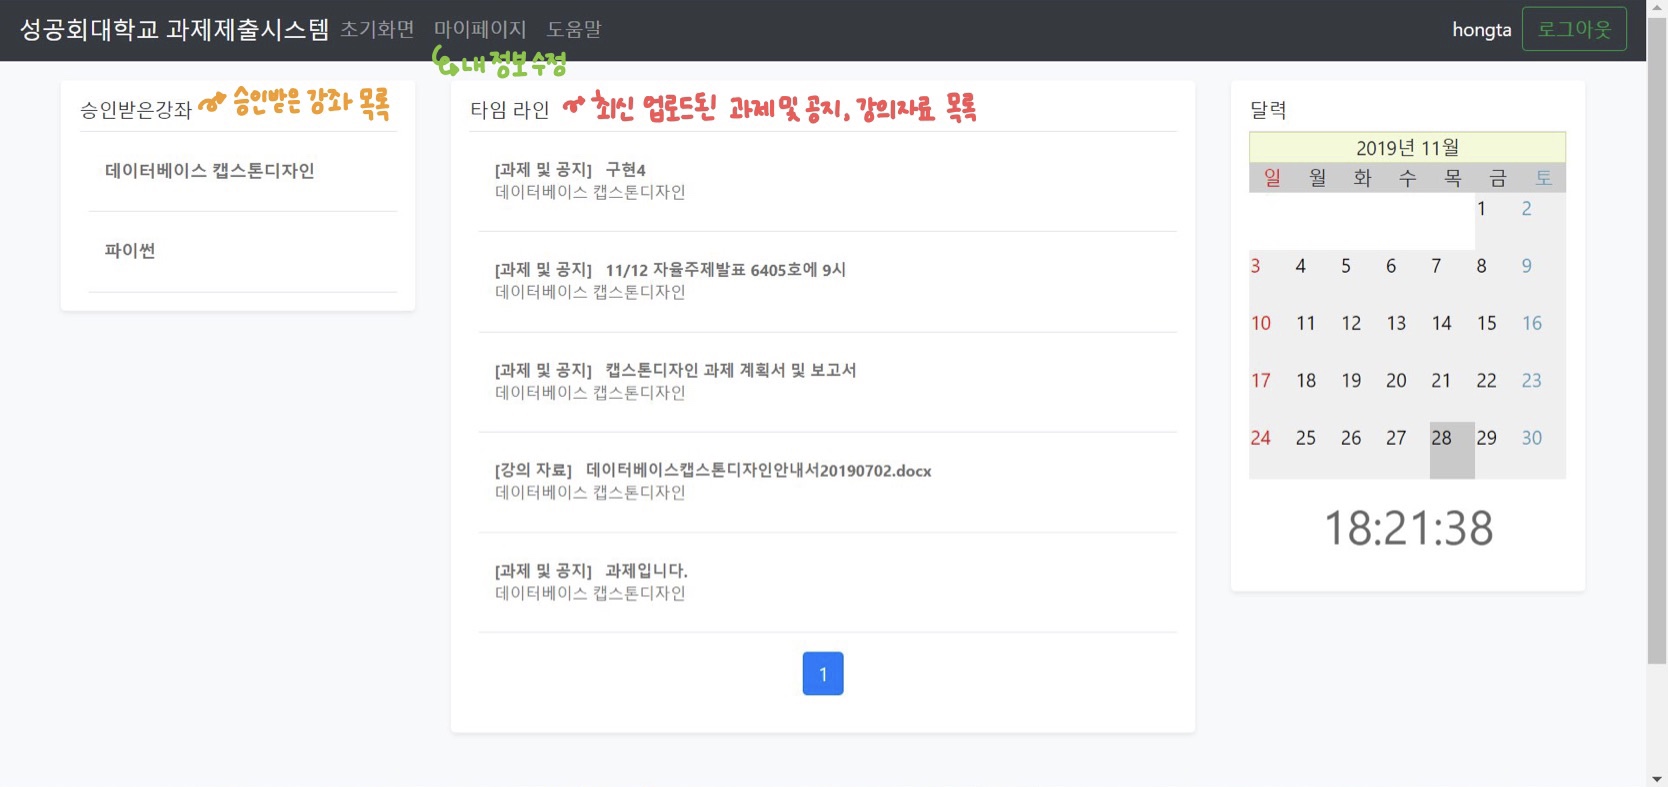 성공회대학교 과제제출시스템 초기화면 마이페이지 도움말 hongta 로그아웃
내 정보 수정
승인받은강좌 승인받은 강좌 목록
데이터베이스 캡스톤디자인
파이썬
타임 라인 최신 업로드된 과제 및 공지, 강의자료 목록
[과제 및 공지] 구현4
데이터베이스 캡스톤디자인
[과제 및 공지] 11/12 자율주제발표 6405호에 9시
데이터베이스 캡스톤디자인
[과제 및 공지] 캡스톤디자인 과제 계획서 및 보고서
데이터베이스 캡스톤디자인
[강의 자료] 데이터베이스캡스톤디자인안내서20190702.docx
데이터베이스 캡스톤디자인
[과제 및 공지] 과제입니다.
데이터베이스 캡스톤디자인
1
달력
2019년 11월
일 월 화 수 목 금 토
1 2
3 4 5 6 7 8 9
10 11 12 13 14 15 16
17 18 19 20 21 22 23
24 25 26 27 28 29 30
18:21:38